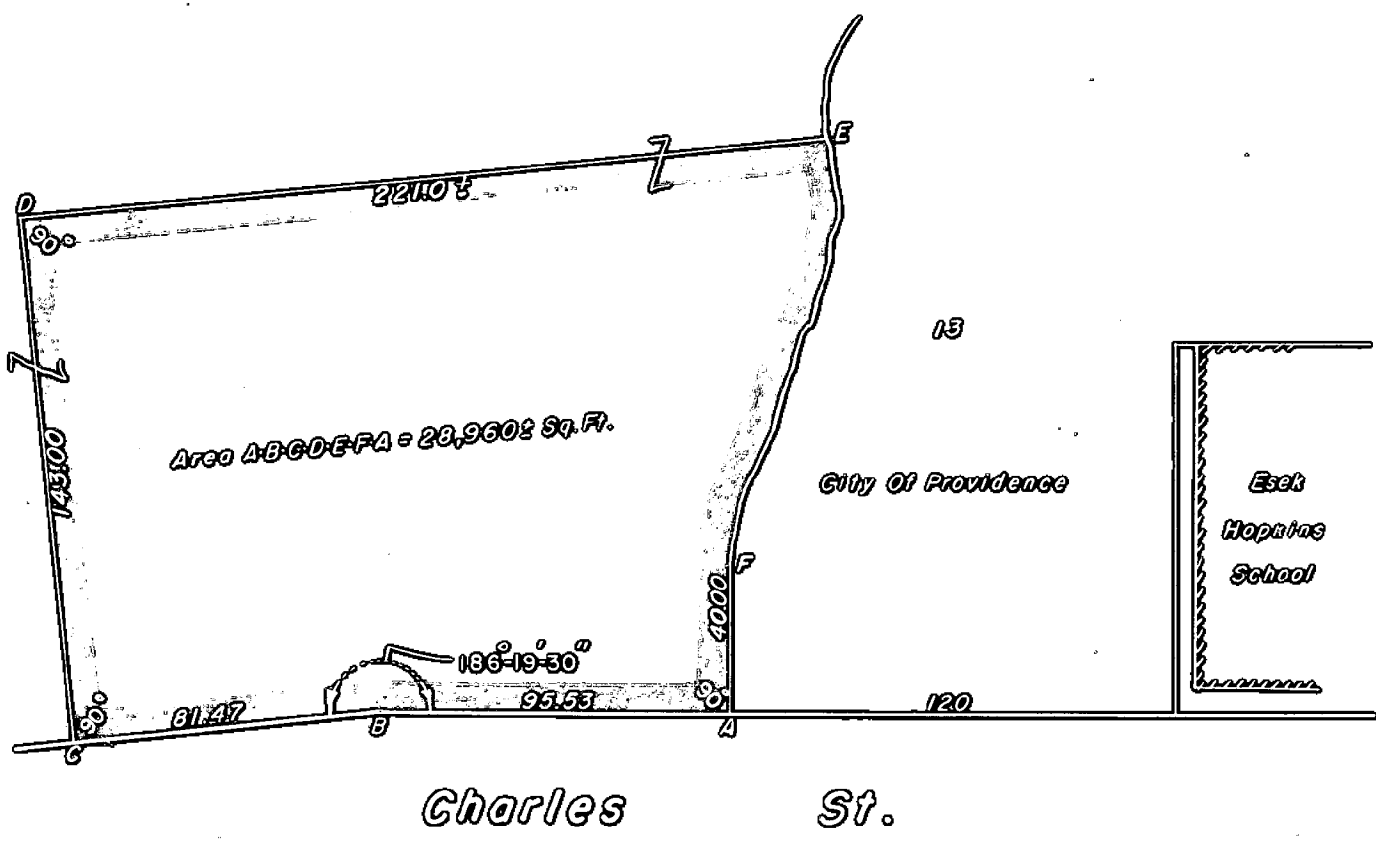 E
D
221.0±
90°
13
Area A-B-C-D-E-F-A = 28,960± Sq. Ft.
143.00
City Of Providence
Esek
Hopkins
School
F
40.00
186°-19'-30"
90°
81.47
95.53
90°
120
C
B
A
Charles St.